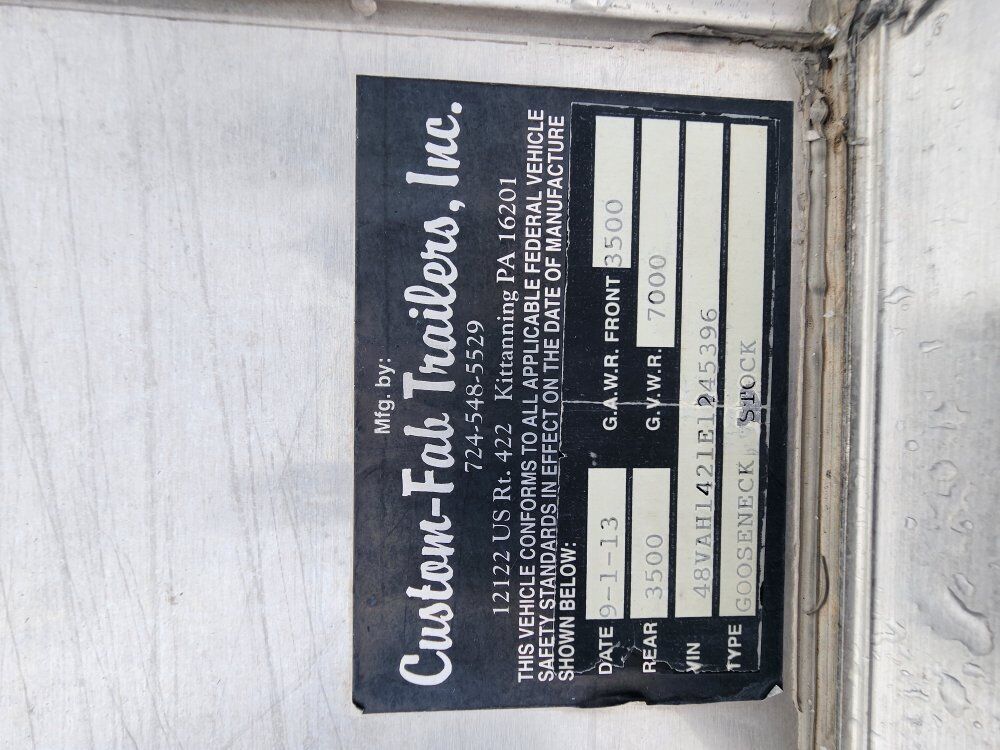 Mfg. by:
Custom-Fab Trailers, Inc.
724-548-5529
12122 US Rt. 422 Kittanning PA 16201
THIS VEHICLE CONFORMS TO ALL APPLICABLE FEDERAL VEHICLE
SAFETY STANDARDS IN EFFECT ON THE DATE OF MANUFACTURE
SHOWN BELOW:
DATE 9-1-13 G.A.W.R. FRONT 3500
REAR 3500 G.V.W.R. 7000
VIN 48VAH1421E1245396
TYPE GOOSENECK STOCK